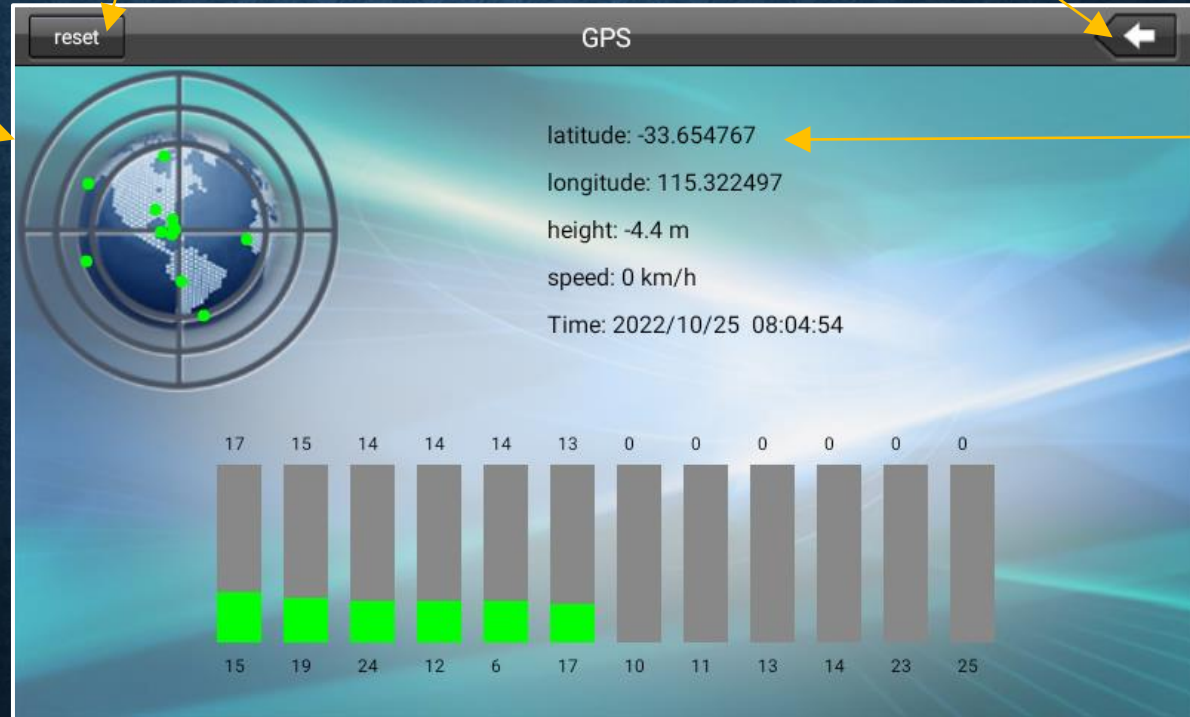 reset
GPS
latitude: -33.654767
longitude: 115.322497
height: -4.4 m
speed: 0 km/h
Time: 2022/10/25 08:04:54
17 15 14 14 14 13 0 0 0 0 0 0
15 19 24 12 6 17 10 11 13 14 23 25